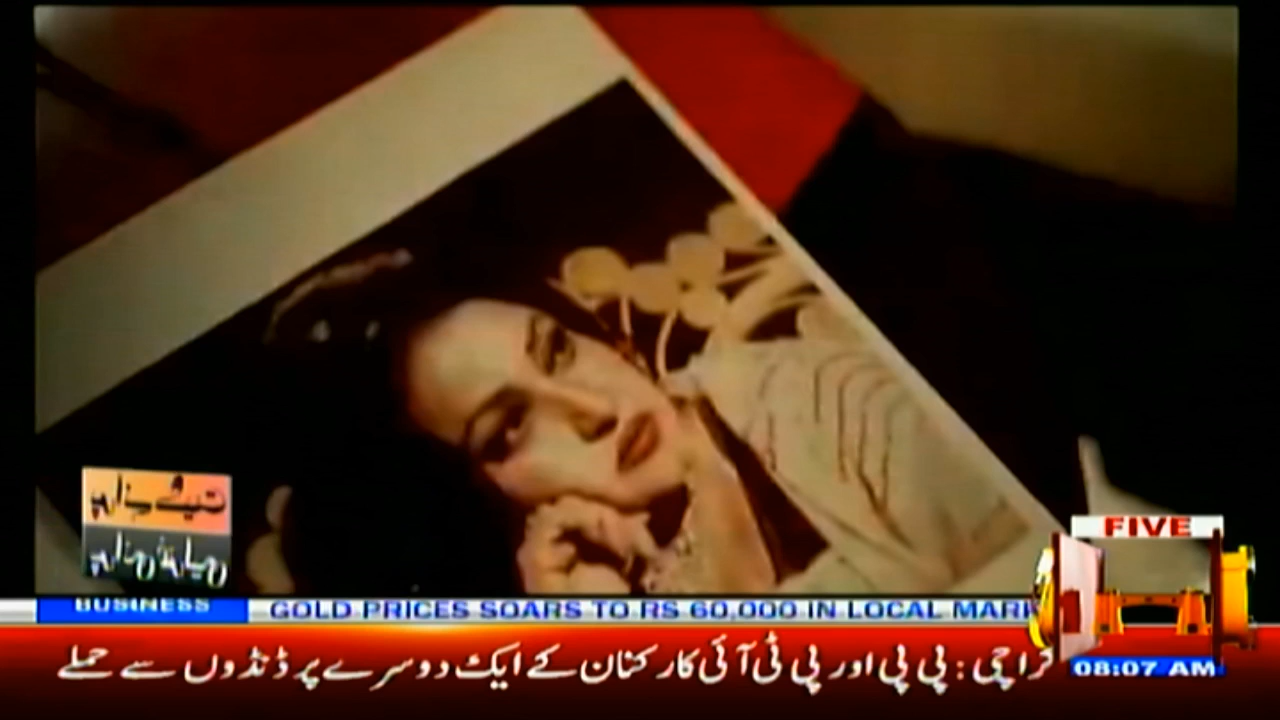 FIVE
BUSINESS
GOLD PRICES SOARS TO RS 60,000 IN LOCAL MAR
کراچی : پی پی اور پی ٹی آئی کارکنان کے ایک دوسرے پر ڈنڈوں سے حملے
08:07 AM